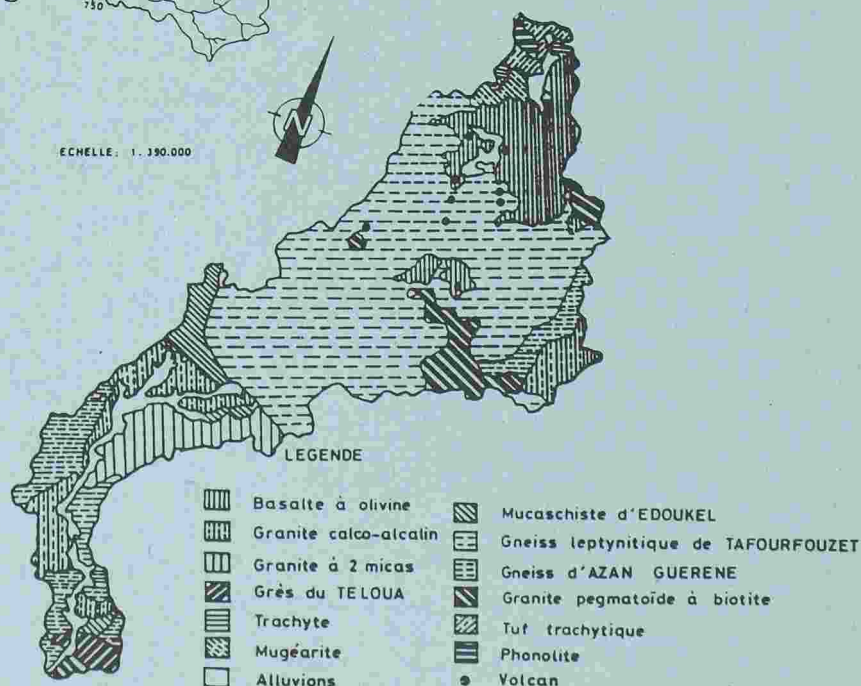 750
N
ECHELLE: 1.390.000
LEGENDE
Basalte à olivine
Granite calco-alcalin
Granite à 2 micas
Grès du TELOUA
Trachyte
Mugéarite
Alluvions
Mucaschiste d'EDOUKEL
Gneiss leptynitique de TAFOURFOUZET
Gneiss d'AZAN GUERENE
Granite pegmatoïde à biotite
Tuf trachytique
Phonolite
Volcan